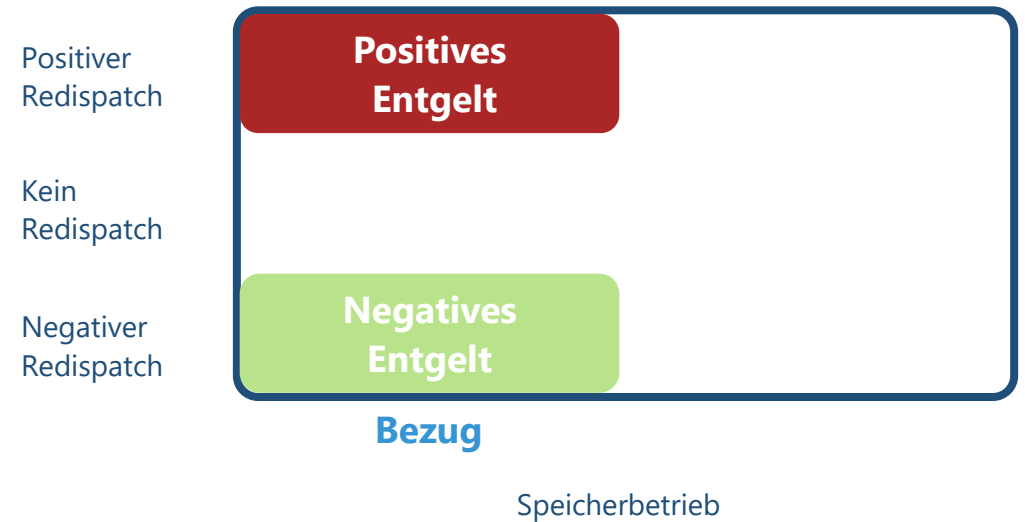 Positiver
Redispatch
Positives
Entgelt
Kein
Redispatch
Negativer
Redispatch
Negatives
Entgelt
Bezug
Speicherbetrieb